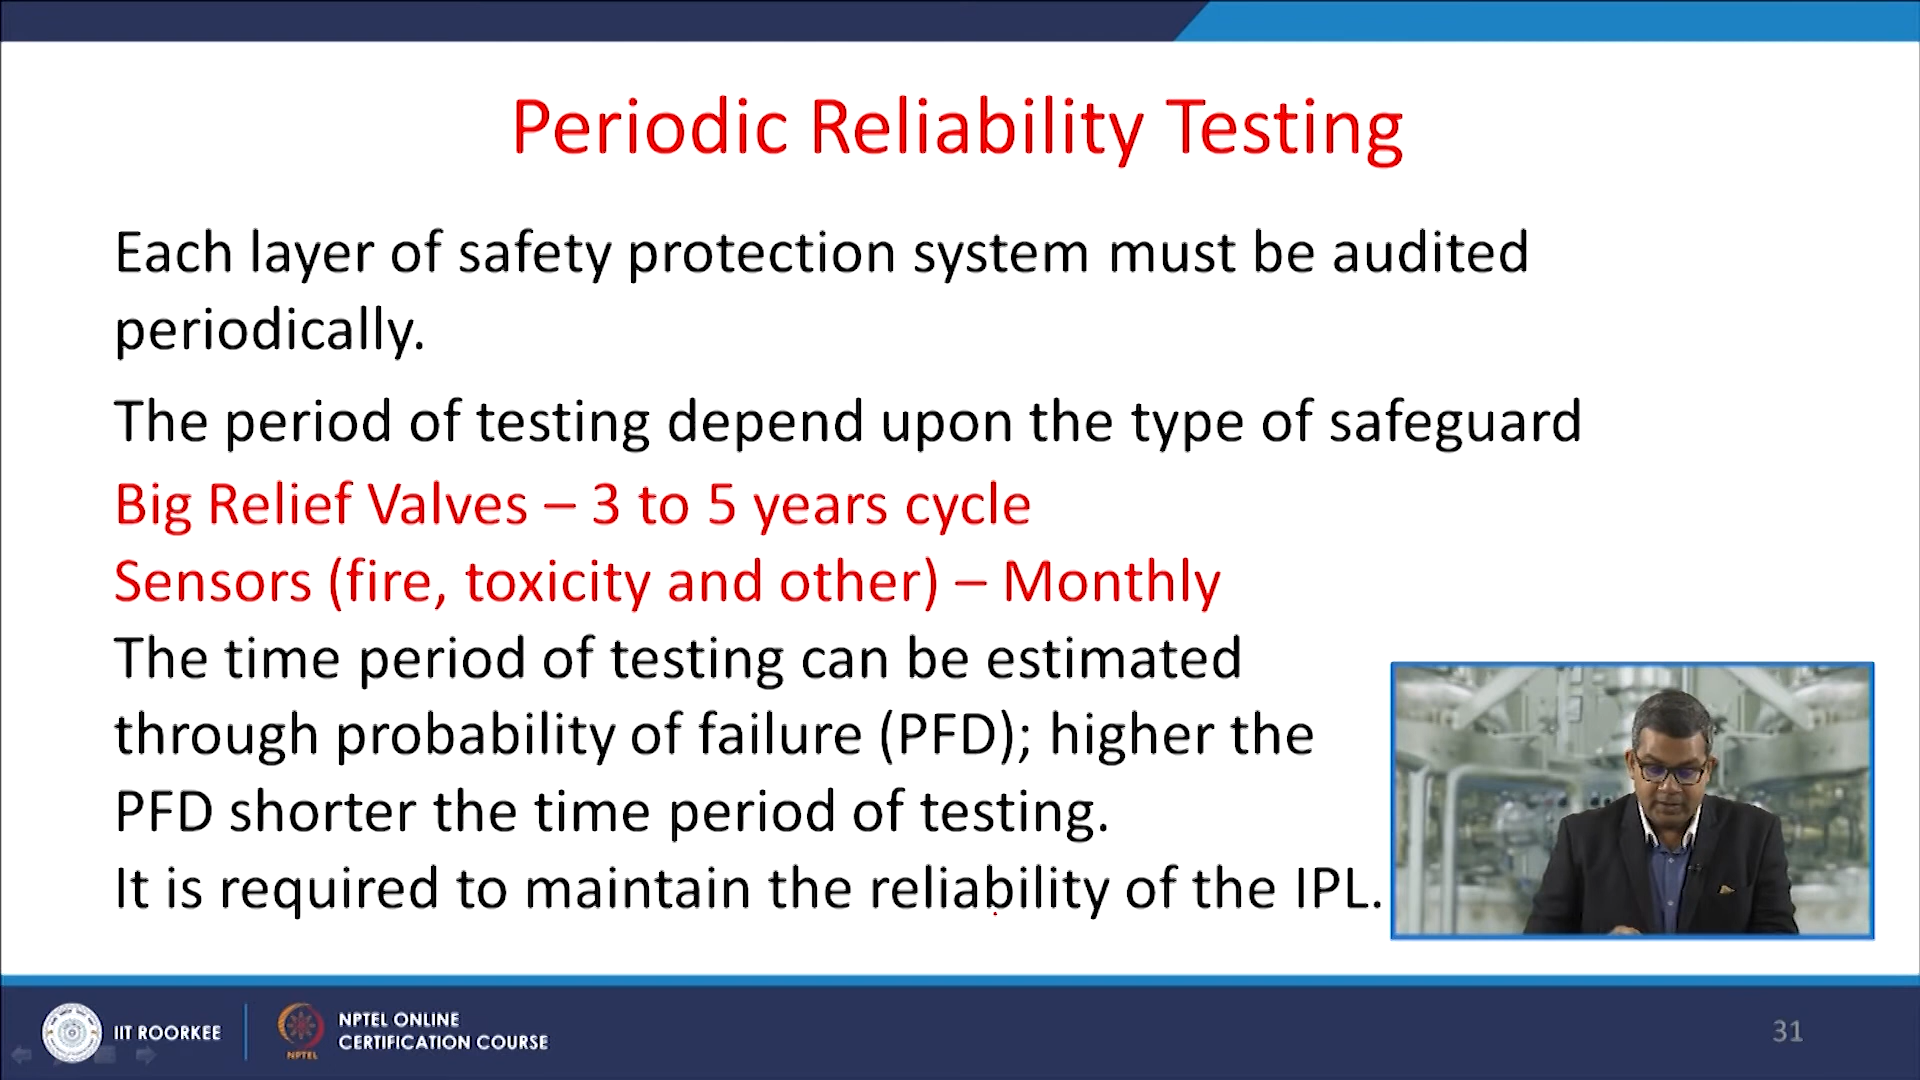 Periodic Reliability Testing
Each layer of safety protection system must be audited
periodically.
The period of testing depend upon the type of safeguard
Big Relief Valves – 3 to 5 years cycle
Sensors (fire, toxicity and other) – Monthly
The time period of testing can be estimated
through probability of failure (PFD); higher the
PFD shorter the time period of testing.
It is required to maintain the reliability of the IPL.
IIT ROORKEE
NPTEL
NPTEL ONLINE
CERTIFICATION COURSE
31